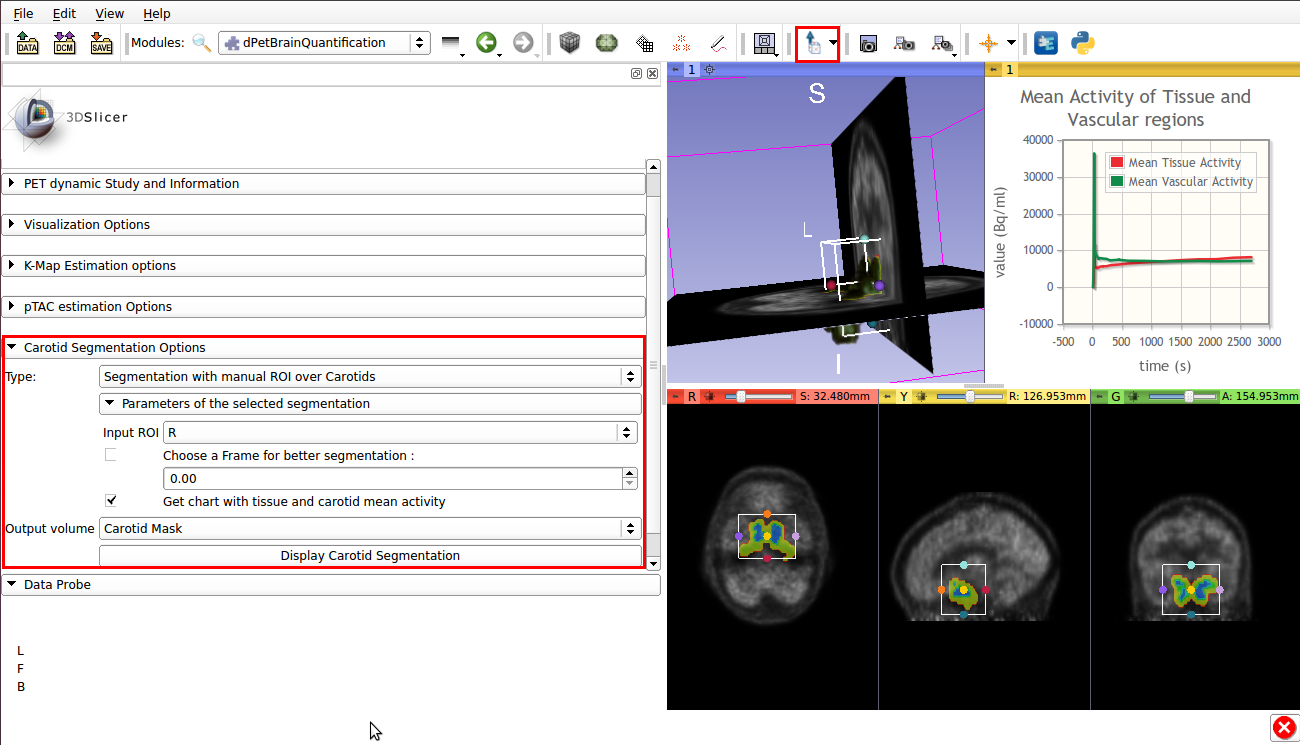 File Edit View Help
DATA DCM SAVE Modules: dPetBrainQuantification
3DSlicer
PET dynamic Study and Information
Visualization Options
K-Map Estimation options
pTAC estimation Options
Carotid Segmentation Options
Type: Segmentation with manual ROI over Carotids
Parameters of the selected segmentation
Input ROI R
Choose a Frame for better segmentation :
0.00
Get chart with tissue and carotid mean activity
Output volume Carotid Mask
Display Carotid Segmentation
Data Probe
L
F
B
1
S
L
I
1
Mean Activity of Tissue and
Vascular regions
Mean Tissue Activity
Mean Vascular Activity
value (Bq/ml)
40000
30000
20000
10000
0
-10000
-500 0 500 1000 1500 2000 2500 3000
time (s)
R S: 32.480mm
Y R: 126.953mm
G A: 154.953mm